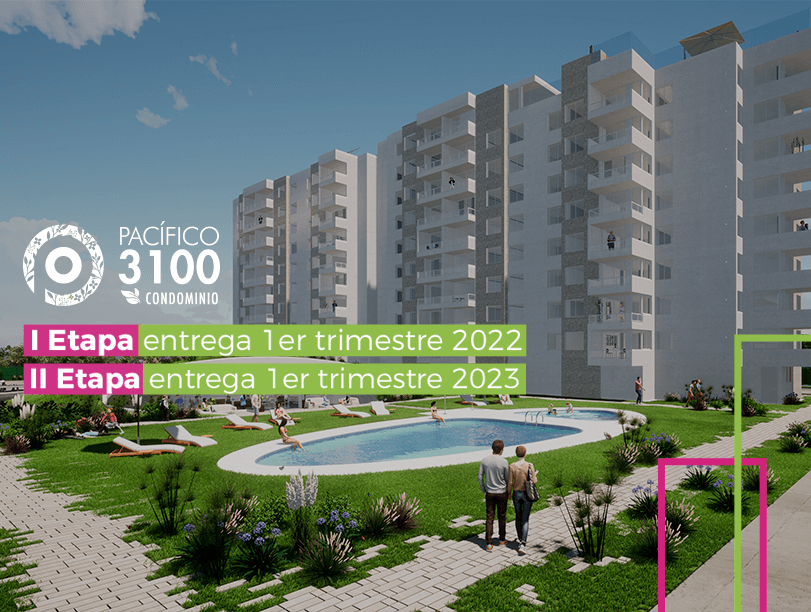 PACÍFICO
3100
CONDOMINIO
I Etapa entrega 1er trimestre 2022
II Etapa entrega 1er trimestre 2023